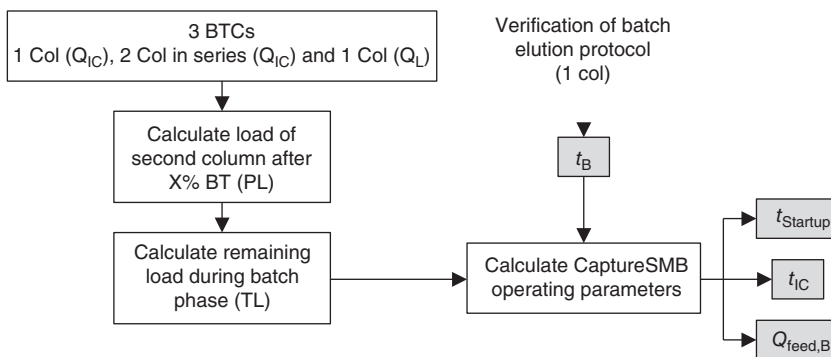 3 BTCs
1 Col (Q_IC), 2 Col in series (Q_IC) and 1 Col (Q_L)
Verification of batch
elution protocol
(1 col)
Calculate load of
second column after
X% BT (PL)
t_B
Calculate remaining
load during batch
phase (TL)
Calculate CaptureSMB
operating parameters
t_Startup
t_IC
Q_feed,B